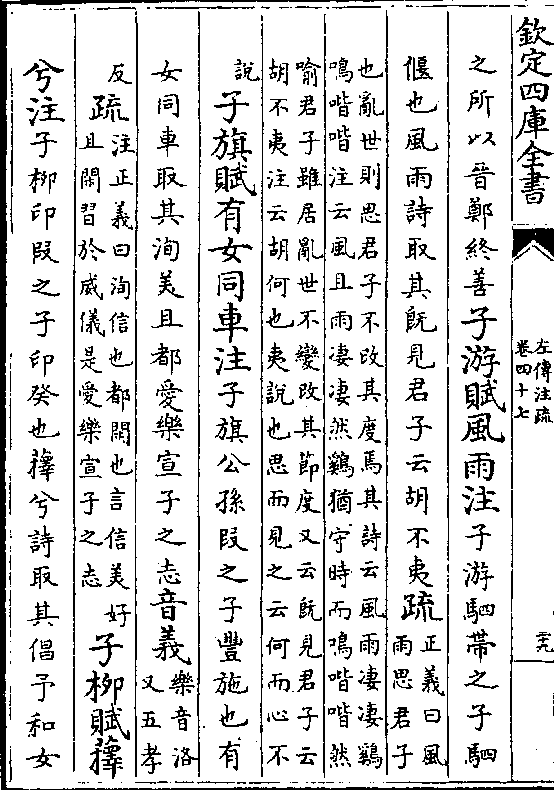 欽定四庫全書
左傳注疏
卷四十七
二十九
之所以晉鄭終善子游賦風雨注子游駟帶之子駟
偃也風雨詩取其既見君子云胡不夷疏正義曰風
雨思君子
也亂世則思君子不改其度焉其詩云風雨淒淒鷄
鳴喈喈注云風且雨淒淒然鷄猶守時而鳴喈喈然
喻君子雖居亂世不變改其節度又云既見君子云
胡不夷注云胡何也夷說也思而見之云何而心不
說
子旗賦有女同車注子旗公孫段之子豐施也有
女同車取其洵美且都愛樂宣子之志音義樂音洛
又五孝
反
疏注正義曰洵信也都閑也言信美好
且閑習於威儀是愛樂宣子之志
子柳賦蘀
兮注子柳印段之子印癸也蘀兮詩取其倡予和女